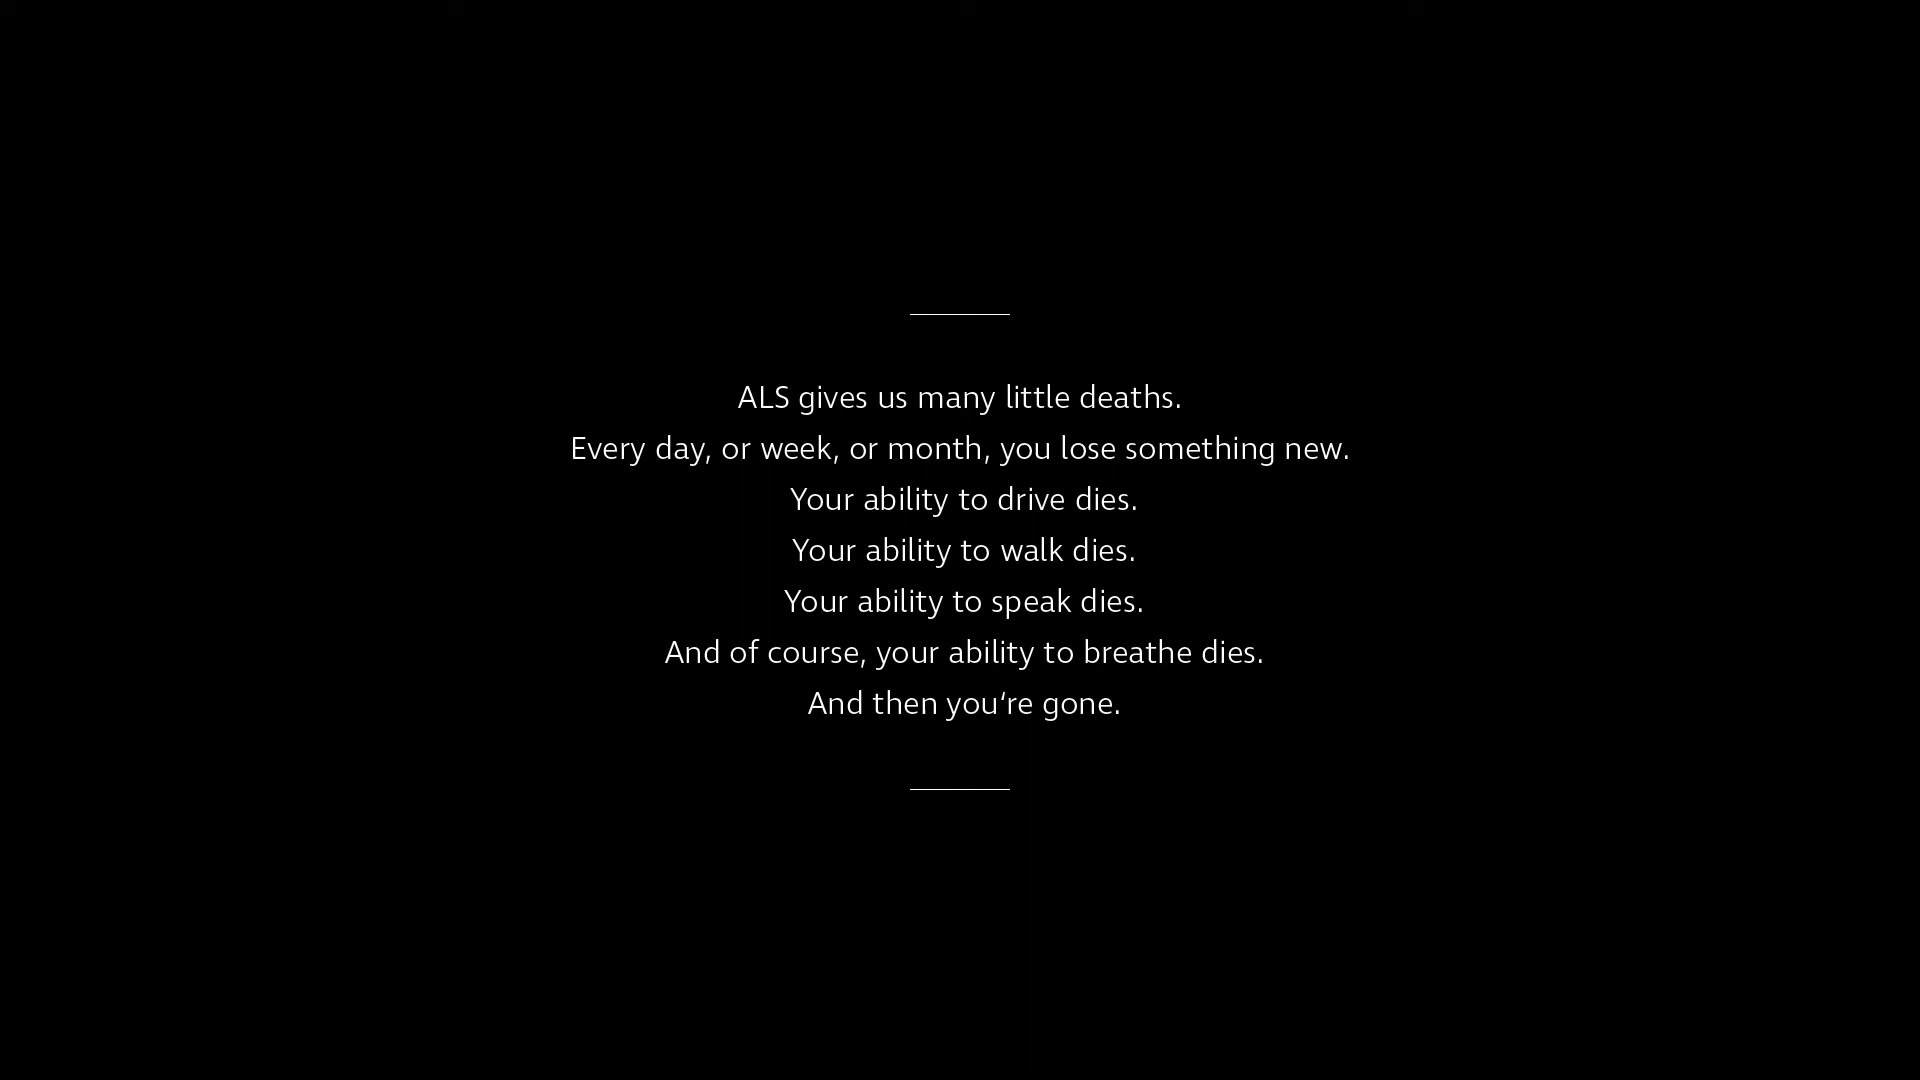 ALS gives us many little deaths.
Every day, or week, or month, you lose something new.
Your ability to drive dies.
Your ability to walk dies.
Your ability to speak dies.
And of course, your ability to breathe dies.
And then you‘re gone.